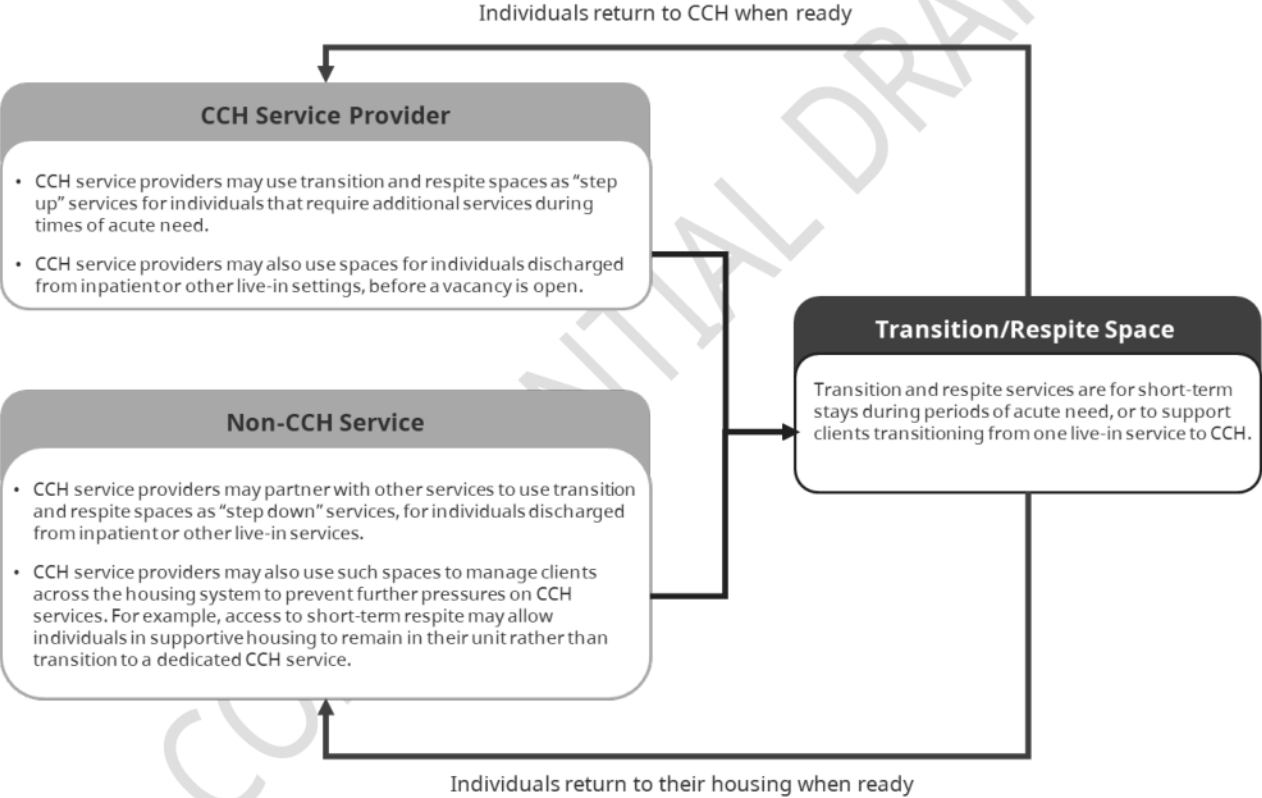 Individuals return to CCH when ready
CCH Service Provider
• CCH service providers may use transition and respite spaces as “step
up” services for individuals that require additional services during
times of acute need.
• CCH service providers may also use spaces for individuals discharged
from inpatient or other live-in settings, before a vacancy is open.
Non-CCH Service
• CCH service providers may partner with other services to use transition
and respite spaces as “step down” services, for individuals discharged
from inpatient or other live-in services.
• CCH service providers may also use such spaces to manage clients
across the housing system to prevent further pressures on CCH
services. For example, access to short-term respite may allow
individuals in supportive housing to remain in their unit rather than
transition to a dedicated CCH service.
Transition/Respite Space
Transition and respite services are for short-term
stays during periods of acute need, or to support
clients transitioning from one live-in service to CCH.
Individuals return to their housing when ready